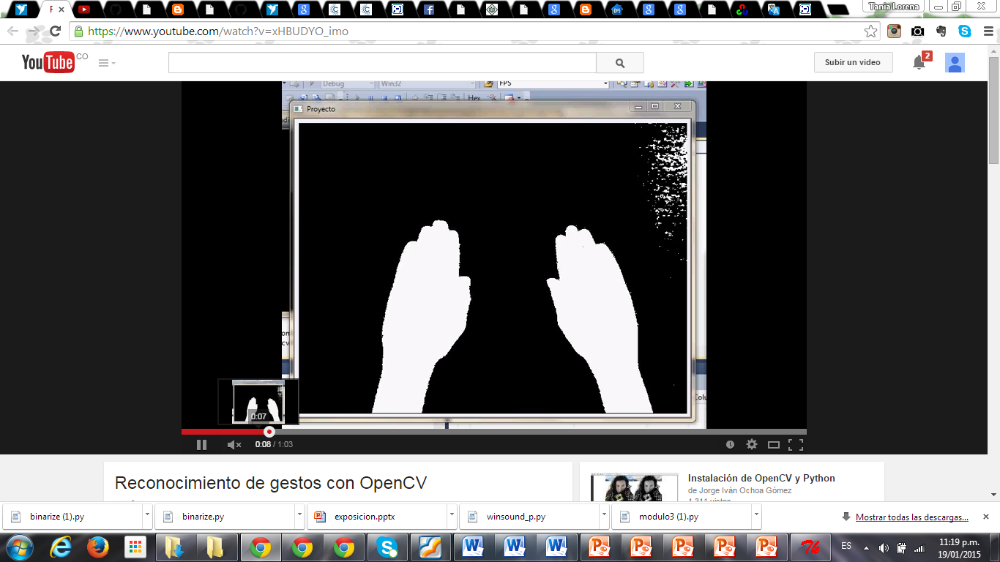 Tania Lorena
https://www.youtube.com/watch?v=xHBUDYO_imo
YouTube CO
Subir un video
2
Debug
Win32
FPS
Hex
Proyecto
0:07
0:08 / 1:03
Reconocimiento de gestos con OpenCV
Instalación de OpenCV y Python
de Jorge Iván Ochoa Gómez
1.311 vistas
binarize (1).py
binarize.py
exposicion.pptx
winsound_p.py
modulo3 (1).py
Mostrar todas las descargas...
ES
11:19 p.m.
19/01/2015